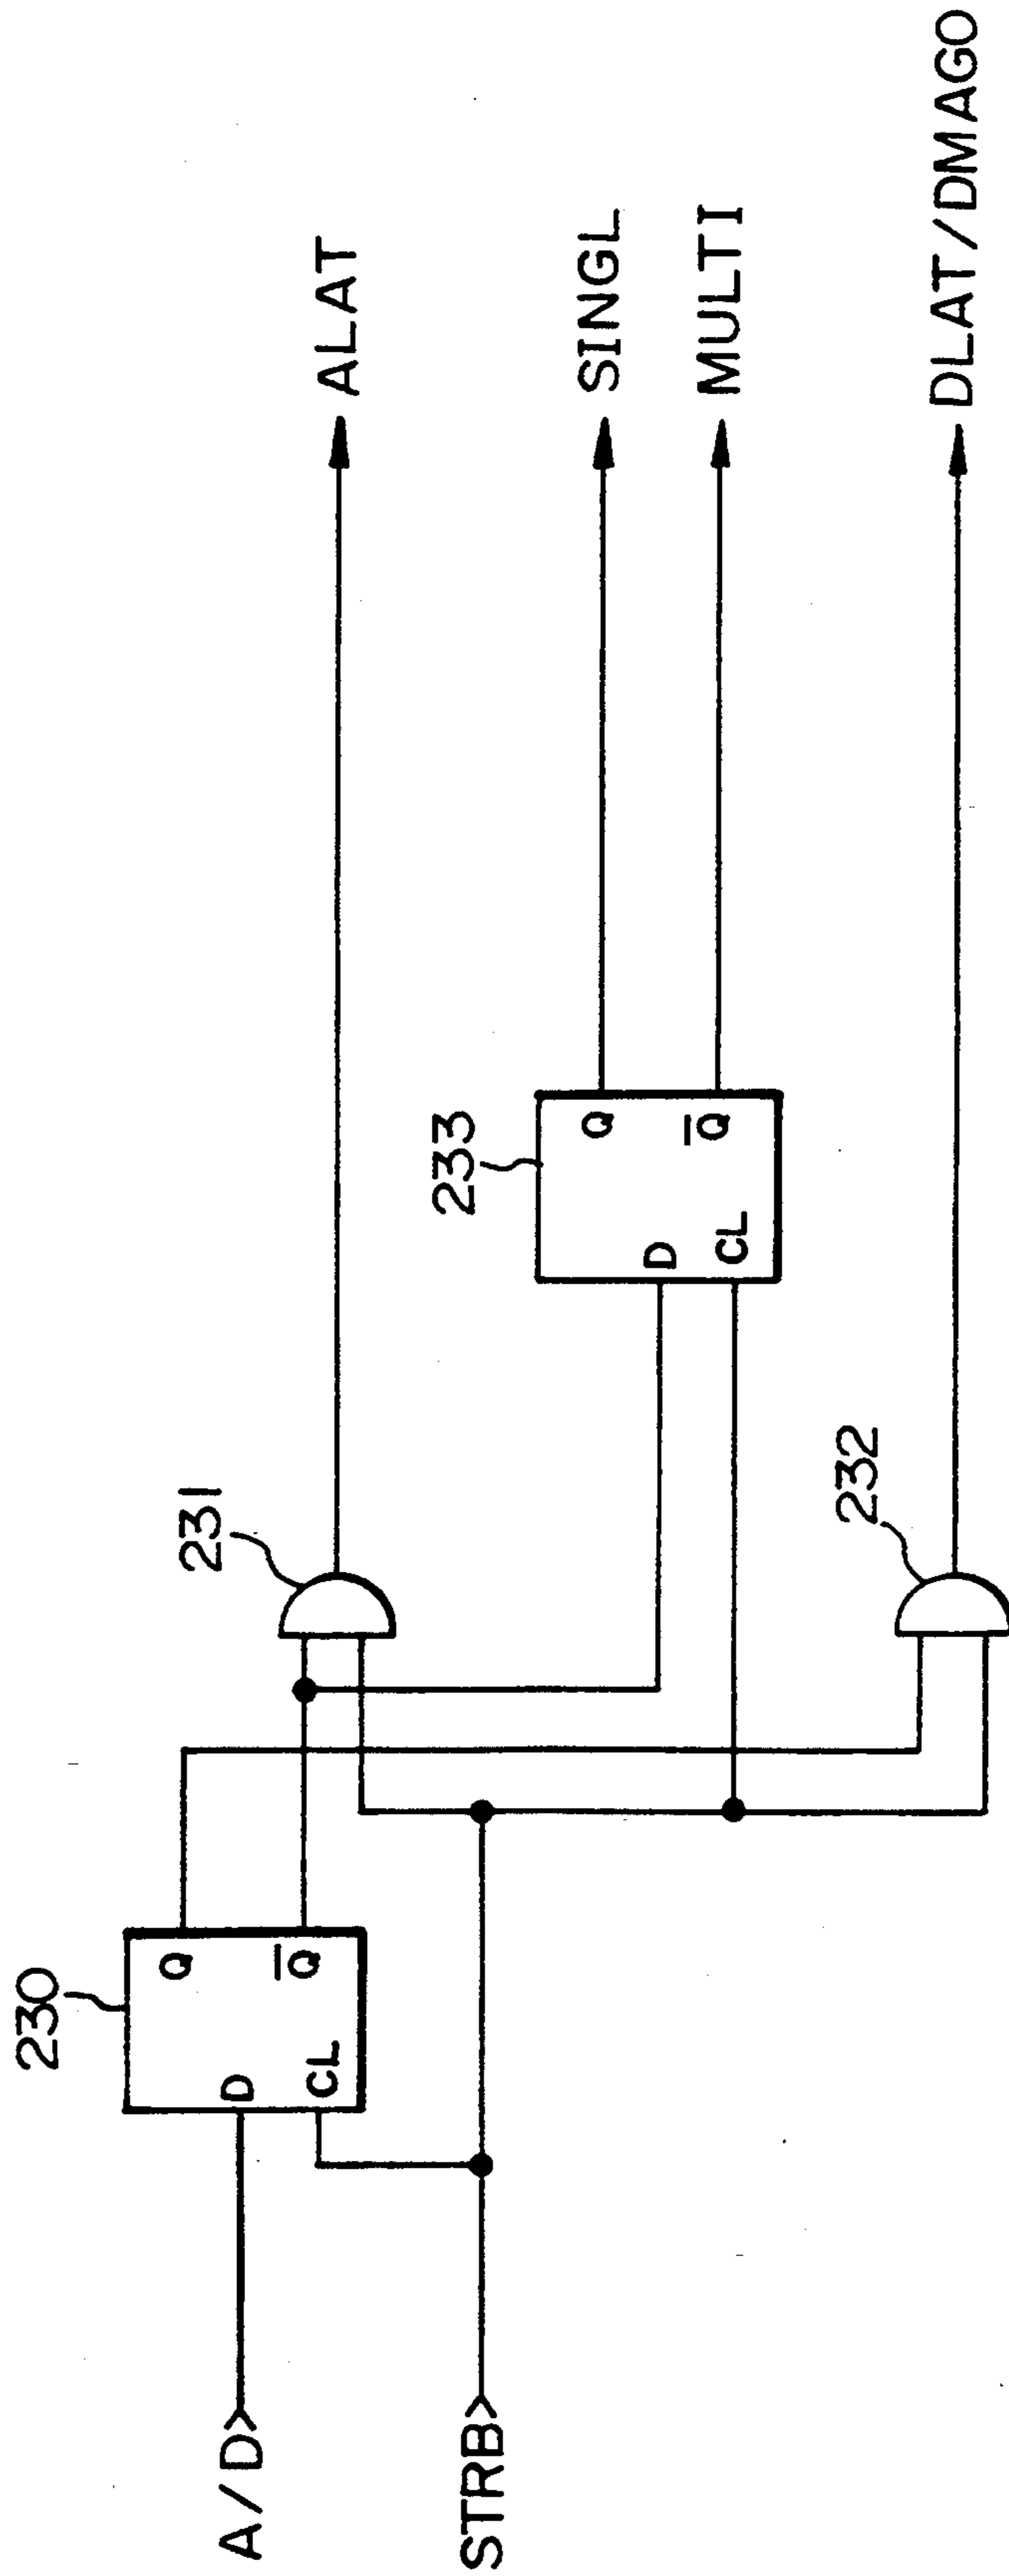 A/D
STRB
230
D
CL
Q
Q̅
231
ALAT
233
D
CL
Q
Q̅
SINGL
MULTI
232
DLAT/DMAGO